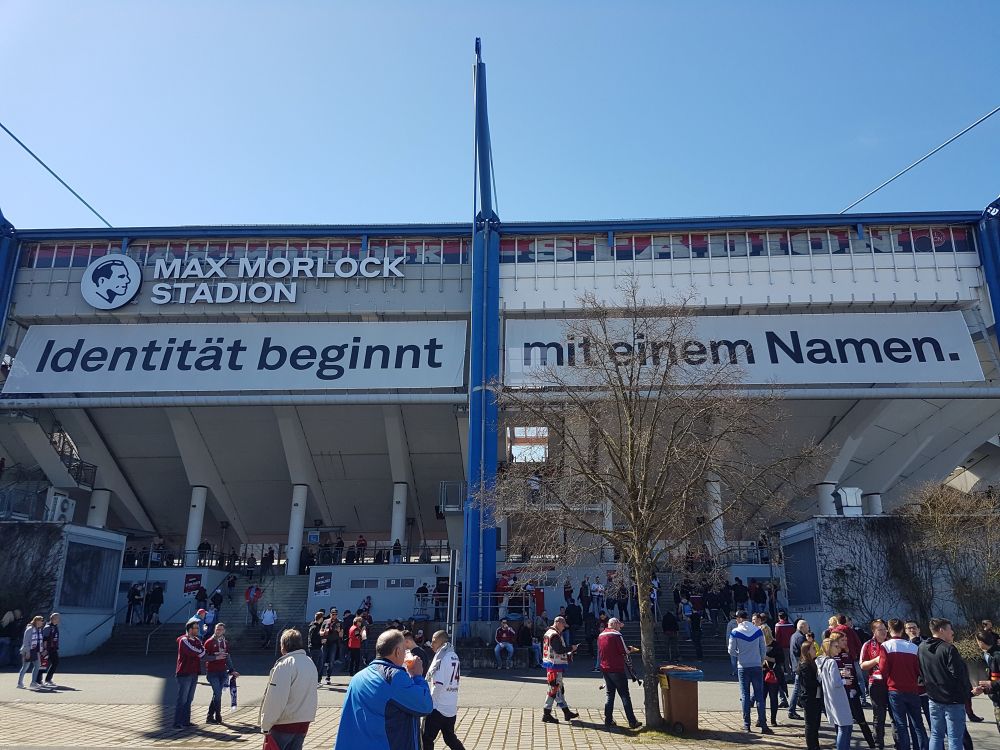 MAX MORLOCK
STADION
Identität beginnt mit einem Namen.